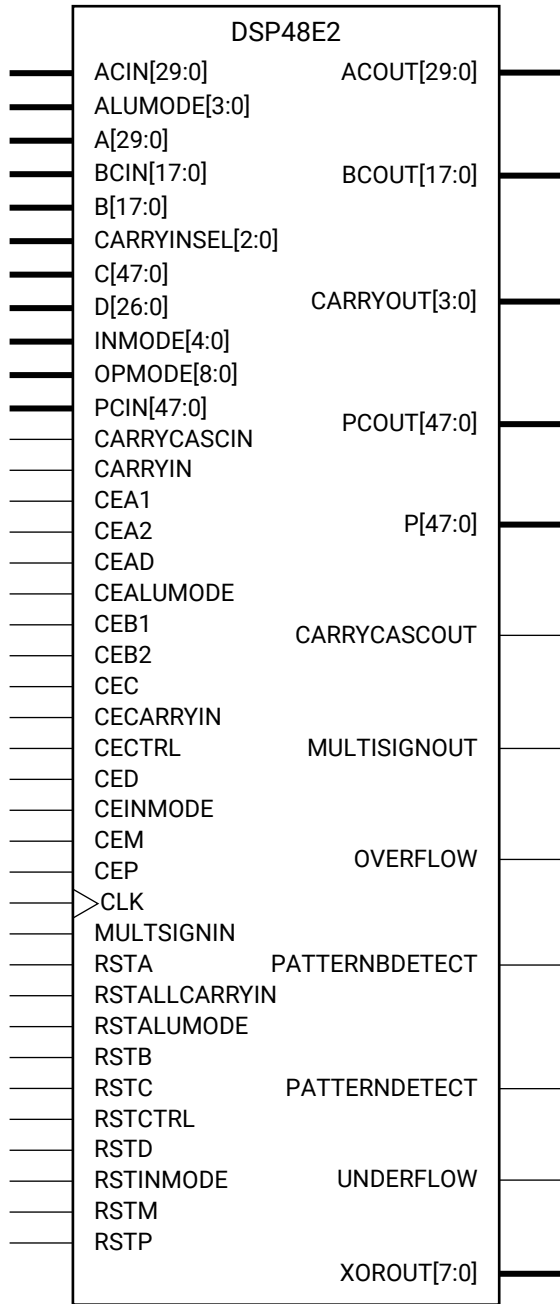 DSP48E2
ACIN[29:0]
ALUMODE[3:0]
A[29:0]
BCIN[17:0]
B[17:0]
CARRYINSEL[2:0]
C[47:0]
D[26:0]
INMODE[4:0]
OPMODE[8:0]
PCIN[47:0]
CARRYCASCIN
CARRYIN
CEA1
CEA2
CEAD
CEALUMODE
CEB1
CEB2
CEC
CECARRYIN
CECTRL
CED
CEINMODE
CEM
CEP
CLK
MULTSIGNIN
RSTA
RSTALLCARRYIN
RSTALUMODE
RSTB
RSTC
RSTCTRL
RSTD
RSTINMODE
RSTM
RSTP
ACOUT[29:0]
BCOUT[17:0]
CARRYOUT[3:0]
PCOUT[47:0]
P[47:0]
CARRYCASCOUT
MULTISIGNOUT
OVERFLOW
PATTERNBDETECT
PATTERNDETECT
UNDERFLOW
XOROUT[7:0]